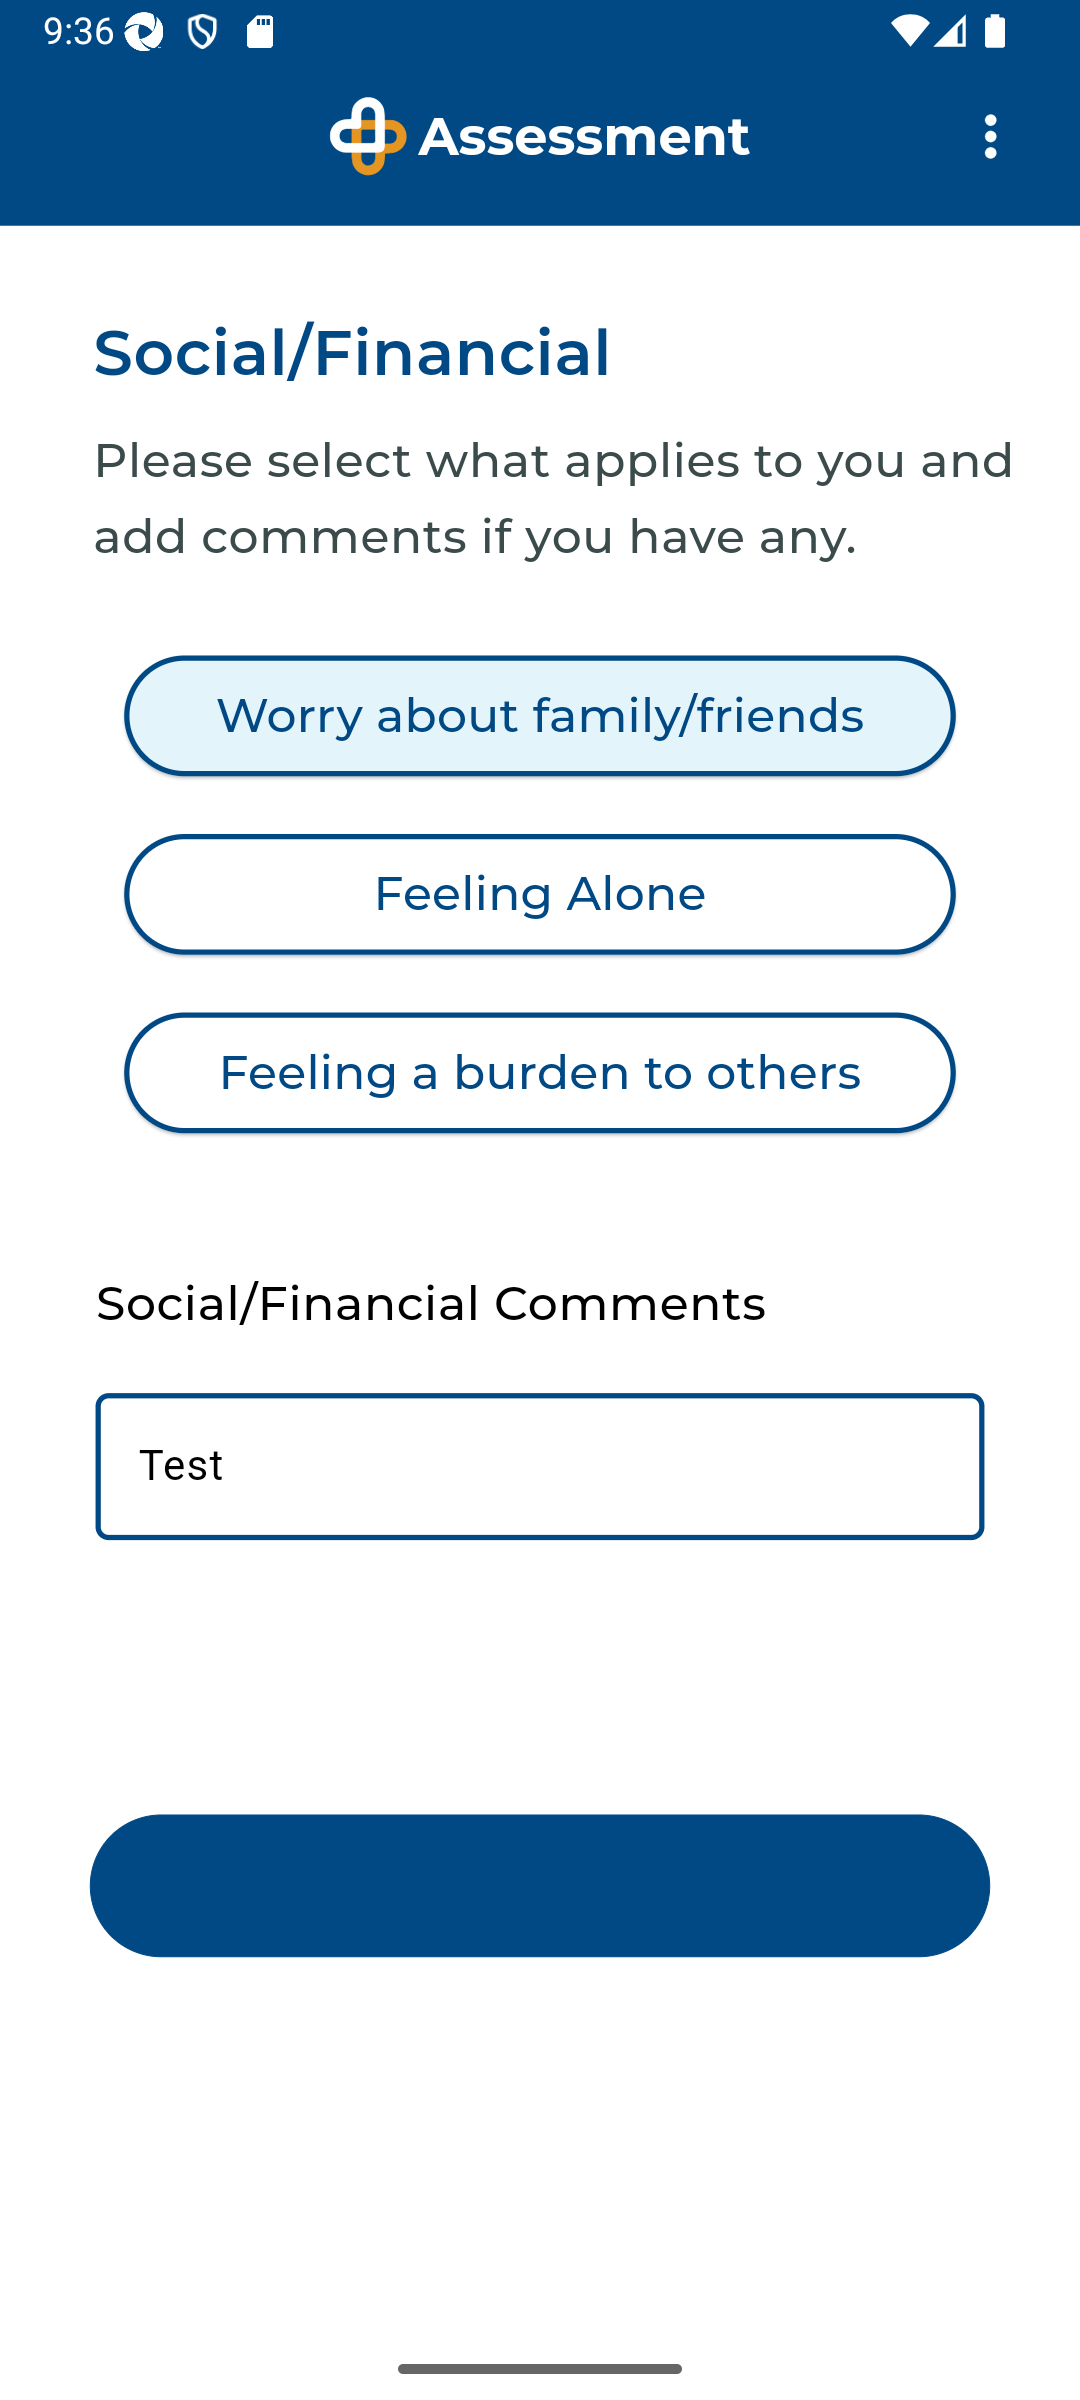 9:36
Assessment
Social/Financial
Please select what applies to you and
add comments if you have any.
Worry about family/friends
Feeling Alone
Feeling a burden to others
Social/Financial Comments
Test